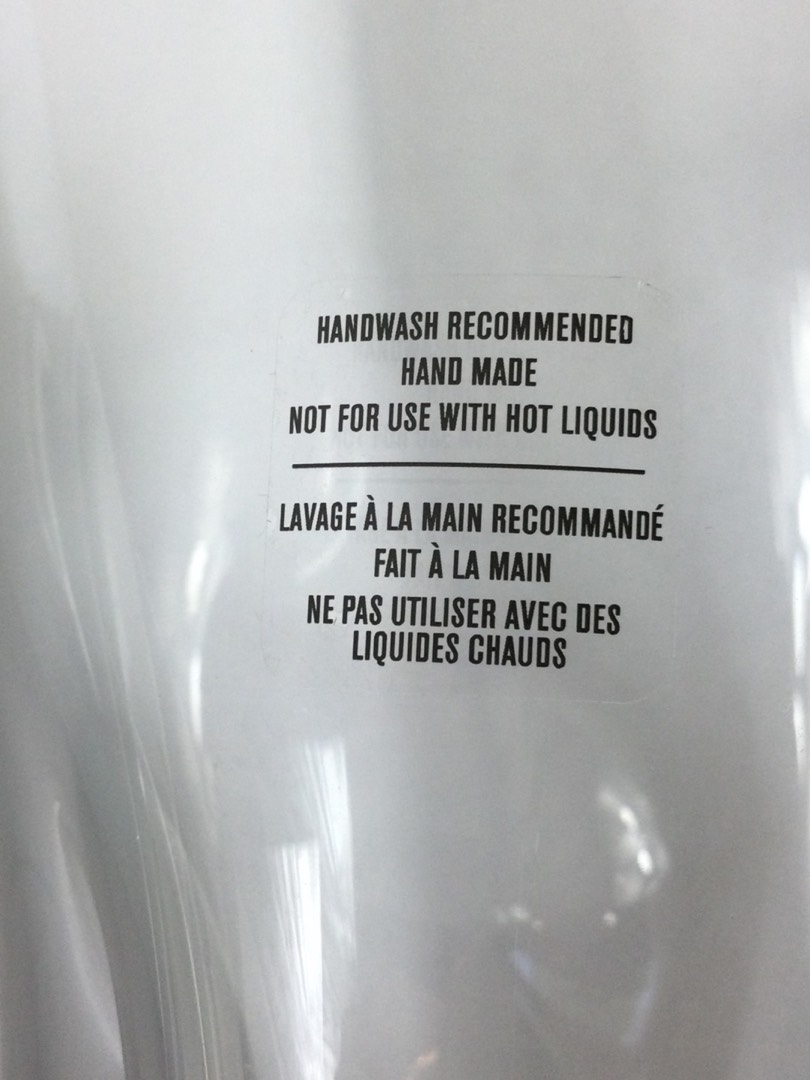 HANDWASH RECOMMENDED
HAND MADE
NOT FOR USE WITH HOT LIQUIDS
LAVAGE À LA MAIN RECOMMANDÉ
FAIT À LA MAIN
NE PAS UTILISER AVEC DES
LIQUIDES CHAUDS